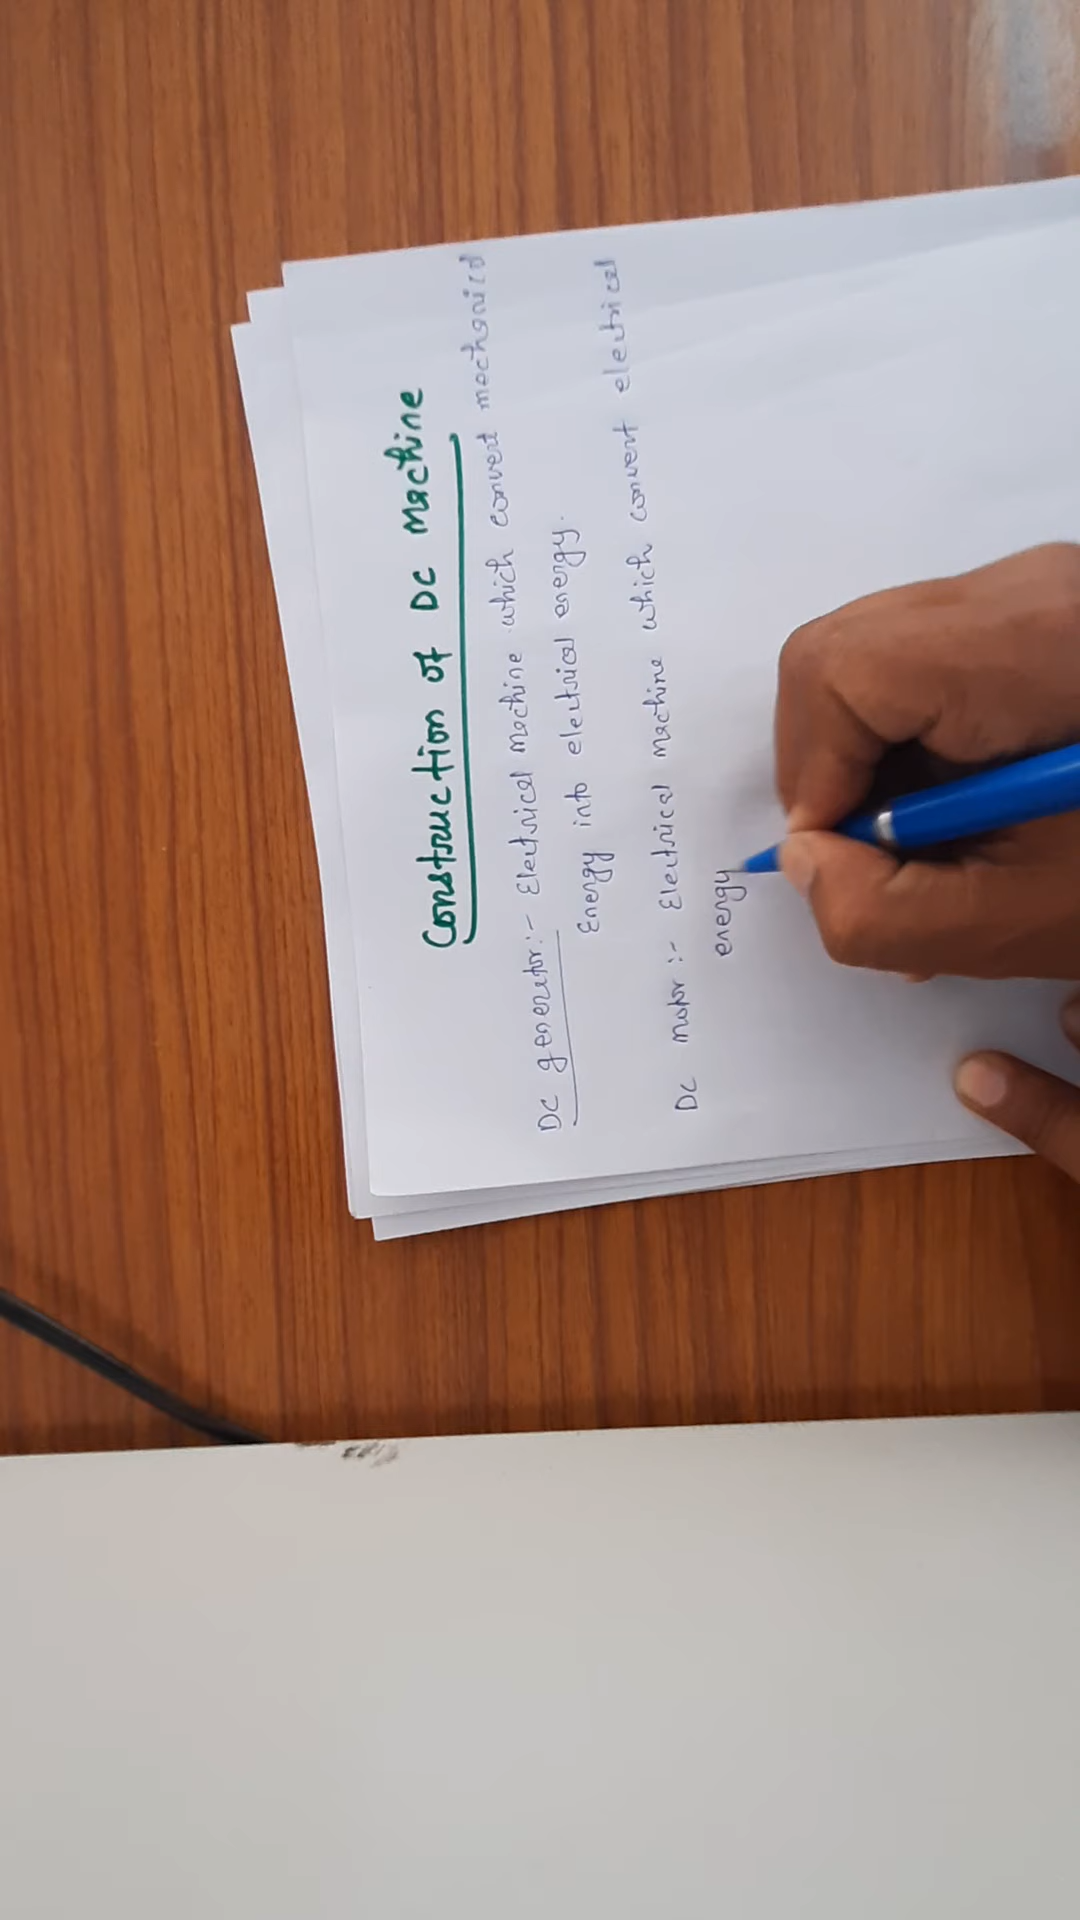 Construction of DC Machine
DC generator:- Electrical machine which convert mechanical
Energy into electrical energy.
DC motor :- Electrical machine which convert electrical
energy